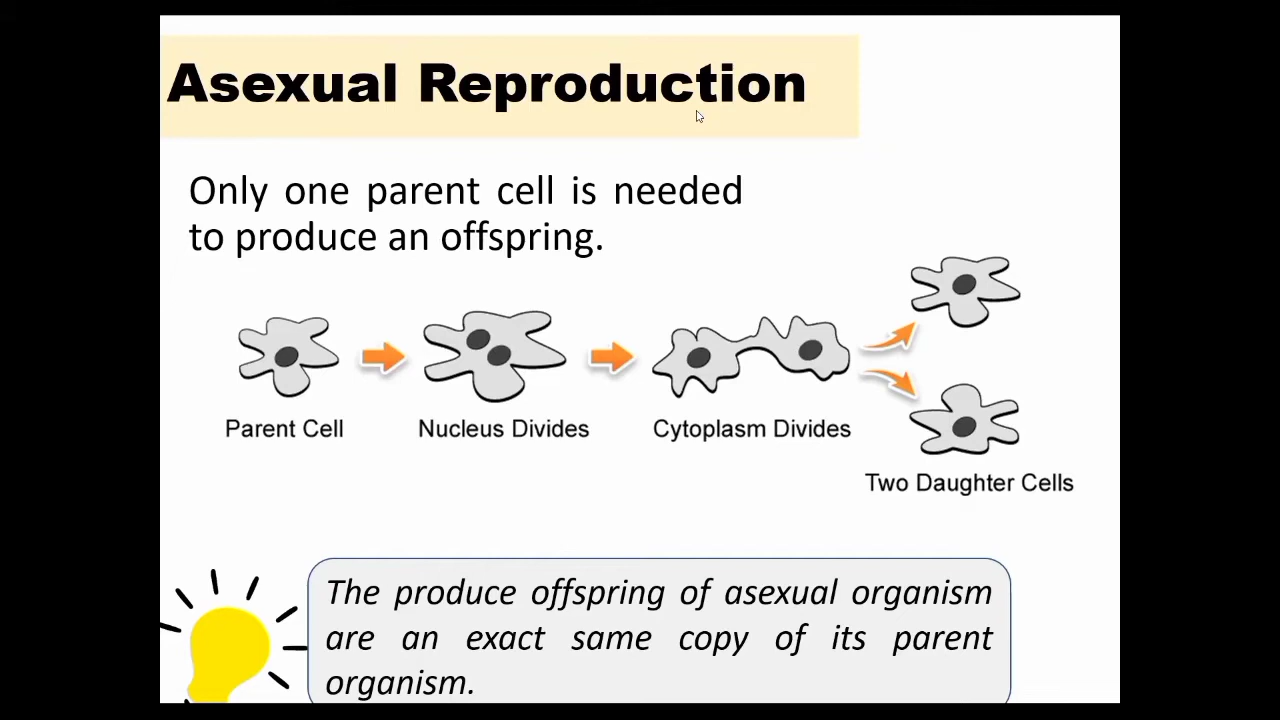 Asexual Reproduction
Only one parent cell is needed
to produce an offspring.
Parent Cell
Nucleus Divides
Cytoplasm Divides
Two Daughter Cells
The produce offspring of asexual organism
are an exact same copy of its parent
organism.